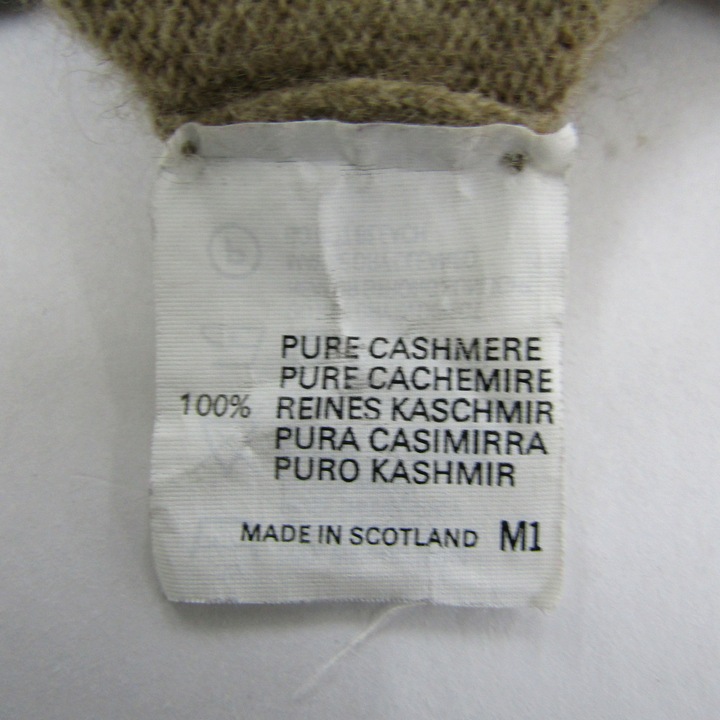 PURE CASHMERE
PURE CACHEMIRE
100% REINES KASCHMIR
PURA CASIMIRRA
PURO KASHMIR
MADE IN SCOTLAND M1